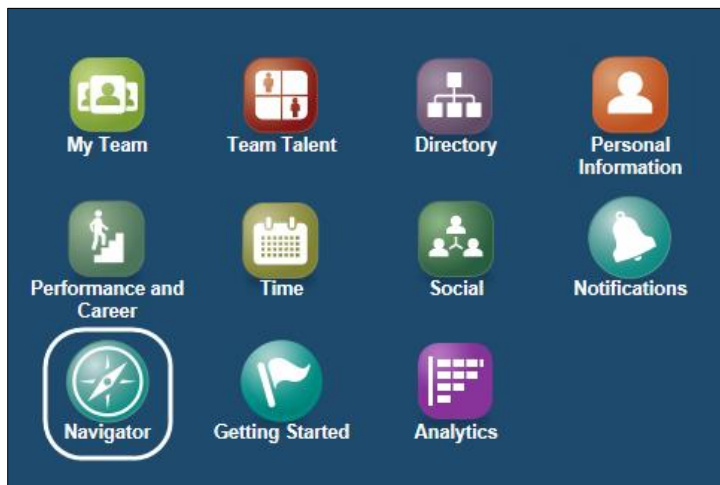 My Team
Team Talent
Directory
Personal
Information
Performance and
Career
Time
Social
Notifications
Navigator
Getting Started
Analytics